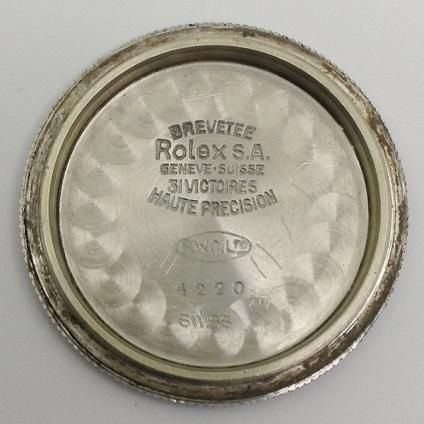 BREVETEE
Rolex S.A.
GENEVE·SUISSE
31 VICTOIRES
HAUTE PRECISION
R.W.C. LTD
4220
SWISS